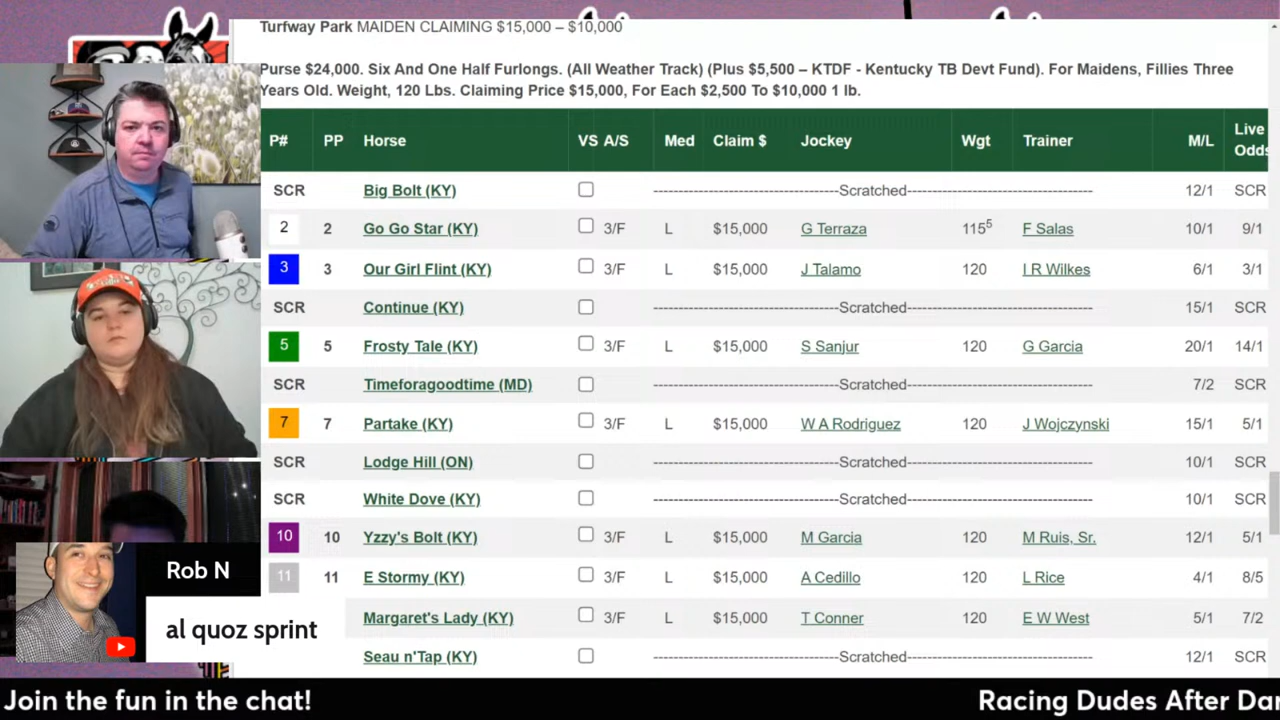 Turfway Park MAIDEN CLAIMING $15,000 – $10,000
Purse $24,000. Six And One Half Furlongs. (All Weather Track) (Plus $5,500 – KTDF - Kentucky TB Devt Fund). For Maidens, Fillies Three
Years Old. Weight, 120 Lbs. Claiming Price $15,000, For Each $2,500 To $10,000 1 lb.
P# PP Horse VS A/S Med Claim $ Jockey Wgt Trainer M/L Live Odds
SCR Big Bolt (KY) ---Scratched--- 12/1 SCR
2 2 Go Go Star (KY) 3/F L $15,000 G Terraza 115⁵ F Salas 10/1 9/1
3 3 Our Girl Flint (KY) 3/F L $15,000 J Talamo 120 I R Wilkes 6/1 3/1
SCR Continue (KY) ---Scratched--- 15/1 SCR
5 5 Frosty Tale (KY) 3/F L $15,000 S Sanjur 120 G Garcia 20/1 14/1
SCR Timeforagoodtime (MD) ---Scratched--- 7/2 SCR
7 7 Partake (KY) 3/F L $15,000 W A Rodriguez 120 J Wojczynski 15/1 5/1
SCR Lodge Hill (ON) ---Scratched--- 10/1 SCR
SCR White Dove (KY) ---Scratched--- 10/1 SCR
10 10 Yzzy's Bolt (KY) 3/F L $15,000 M Garcia 120 M Ruis, Sr. 12/1 5/1
11 11 E Stormy (KY) 3/F L $15,000 A Cedillo 120 L Rice 4/1 8/5
Margaret's Lady (KY) 3/F L $15,000 T Conner 120 E W West 5/1 7/2
Seau n'Tap (KY) ---Scratched--- 12/1 SCR
Rob N
al quoz sprint
Join the fun in the chat! Racing Dudes After Dar